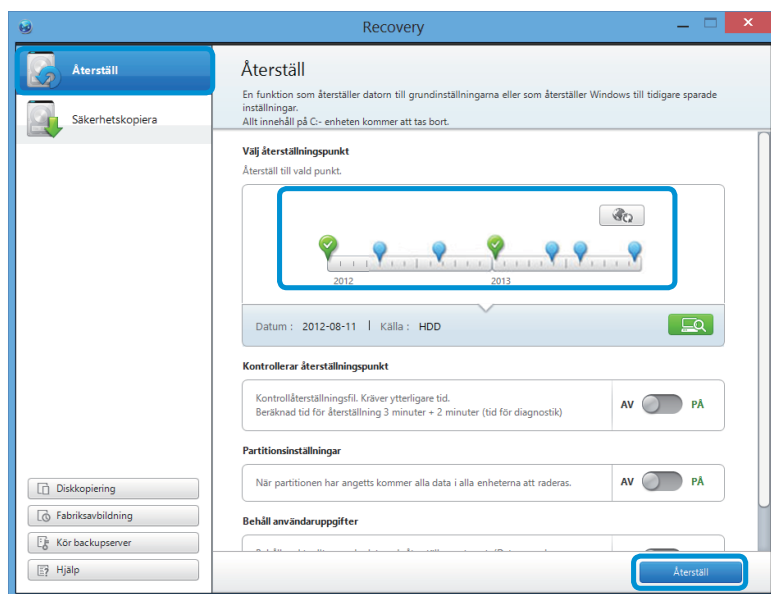 Recovery
Återställ
Säkerhetskopiera
Diskkopiering
Fabriksavbildning
Kör backupserver
Hjälp
Återställ
En funktion som återställer datorn till grundinställningarna eller som återställer Windows till tidigare sparade
inställningar.
Allt innehåll på C:- enheten kommer att tas bort.
Välj återställningspunkt
Återställ till vald punkt.
2012 2013
Datum : 2012-08-11 | Källa : HDD
Kontrollerar återställningspunkt
Kontrollåterställningsfil. Kräver ytterligare tid.
Beräknad tid för återställning 3 minuter + 2 minuter (tid för diagnostik)
AV PÅ
Partitionsinställningar
När partitionen har angetts kommer alla data i alla enheterna att raderas.
AV PÅ
Behåll användaruppgifter
Återställ